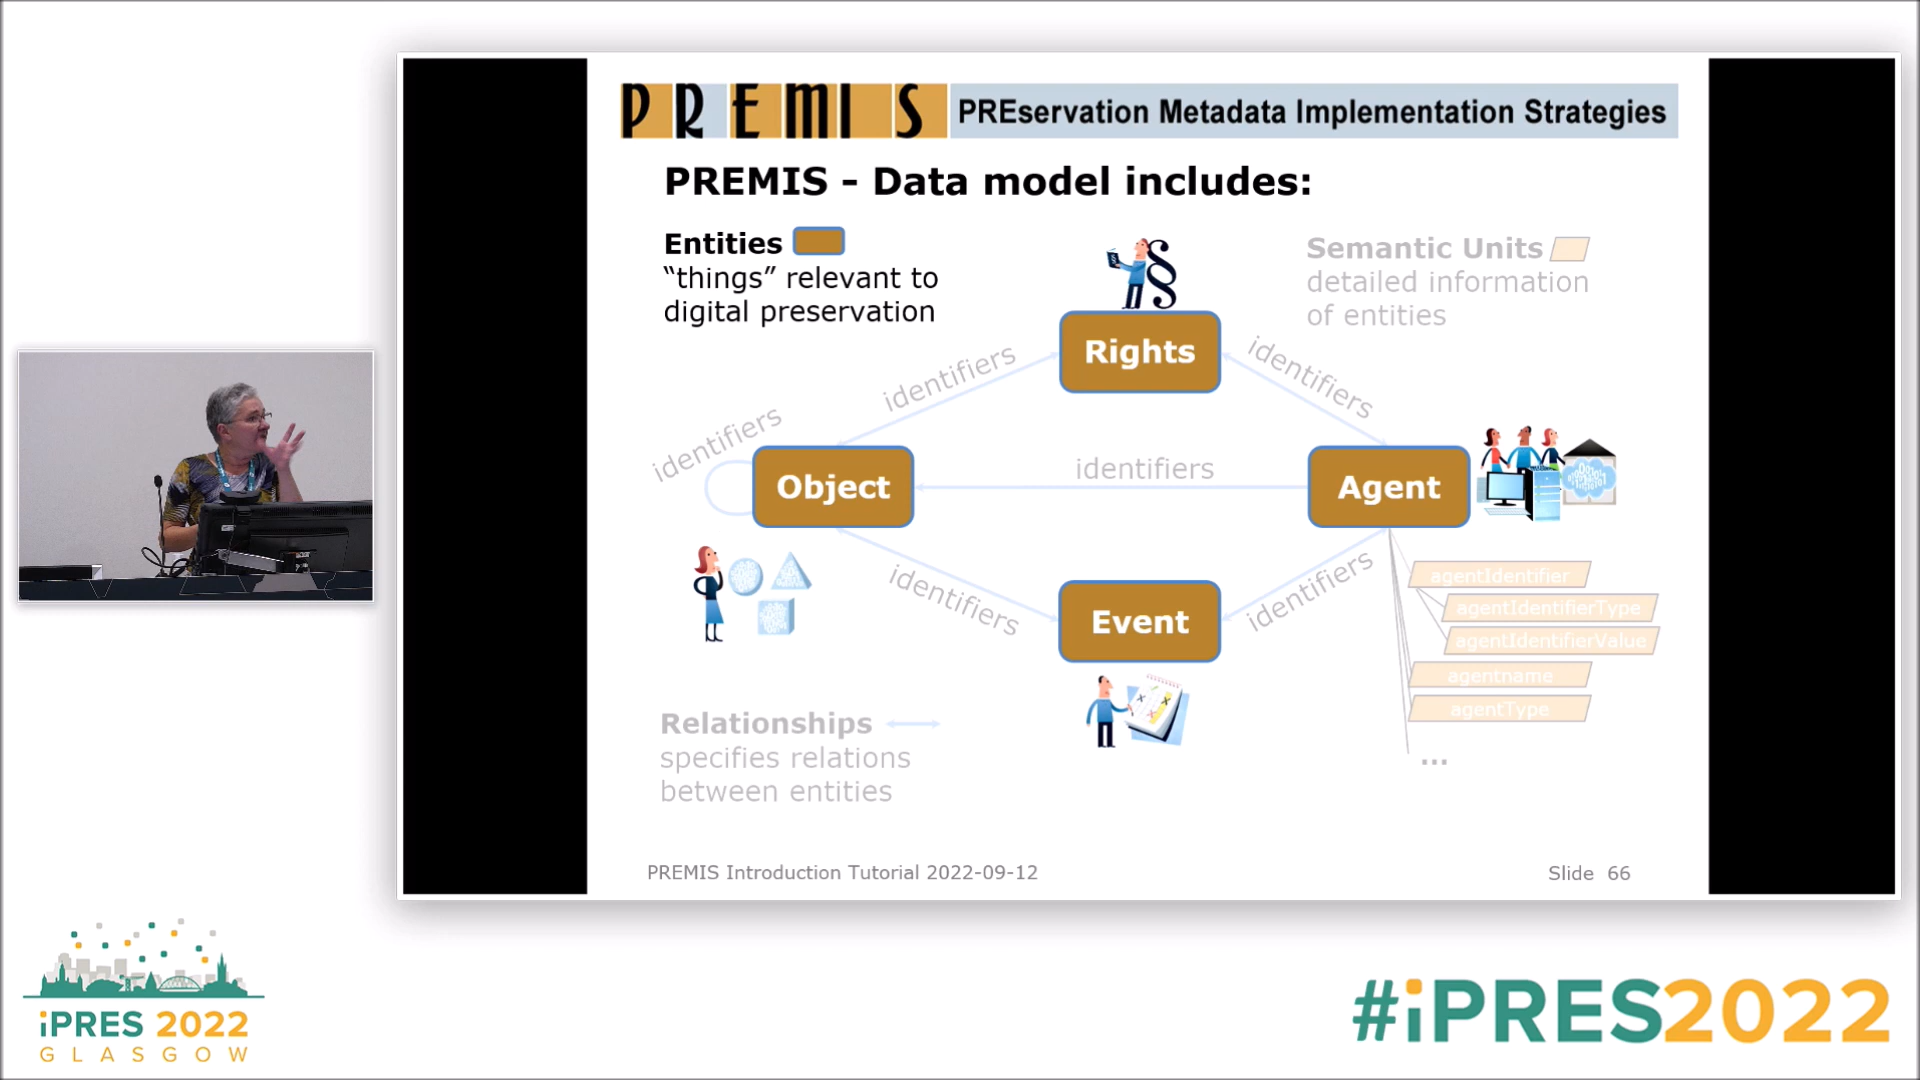 PREMIS PREservation Metadata Implementation Strategies
PREMIS - Data model includes:
Entities
“things” relevant to
digital preservation
Semantic Units
detailed information
of entities
§
Rights
identifiers
identifiers
identifiers
Object
identifiers
Agent
identifiers
identifiers
Event
agentIdentifier
agentIdentifierType
agentIdentifierValue
agentname
agentType
...
Relationships
specifies relations
between entities
PREMIS Introduction Tutorial 2022-09-12
Slide 66
iPRES 2022
GLASGOW
#iPRES2022